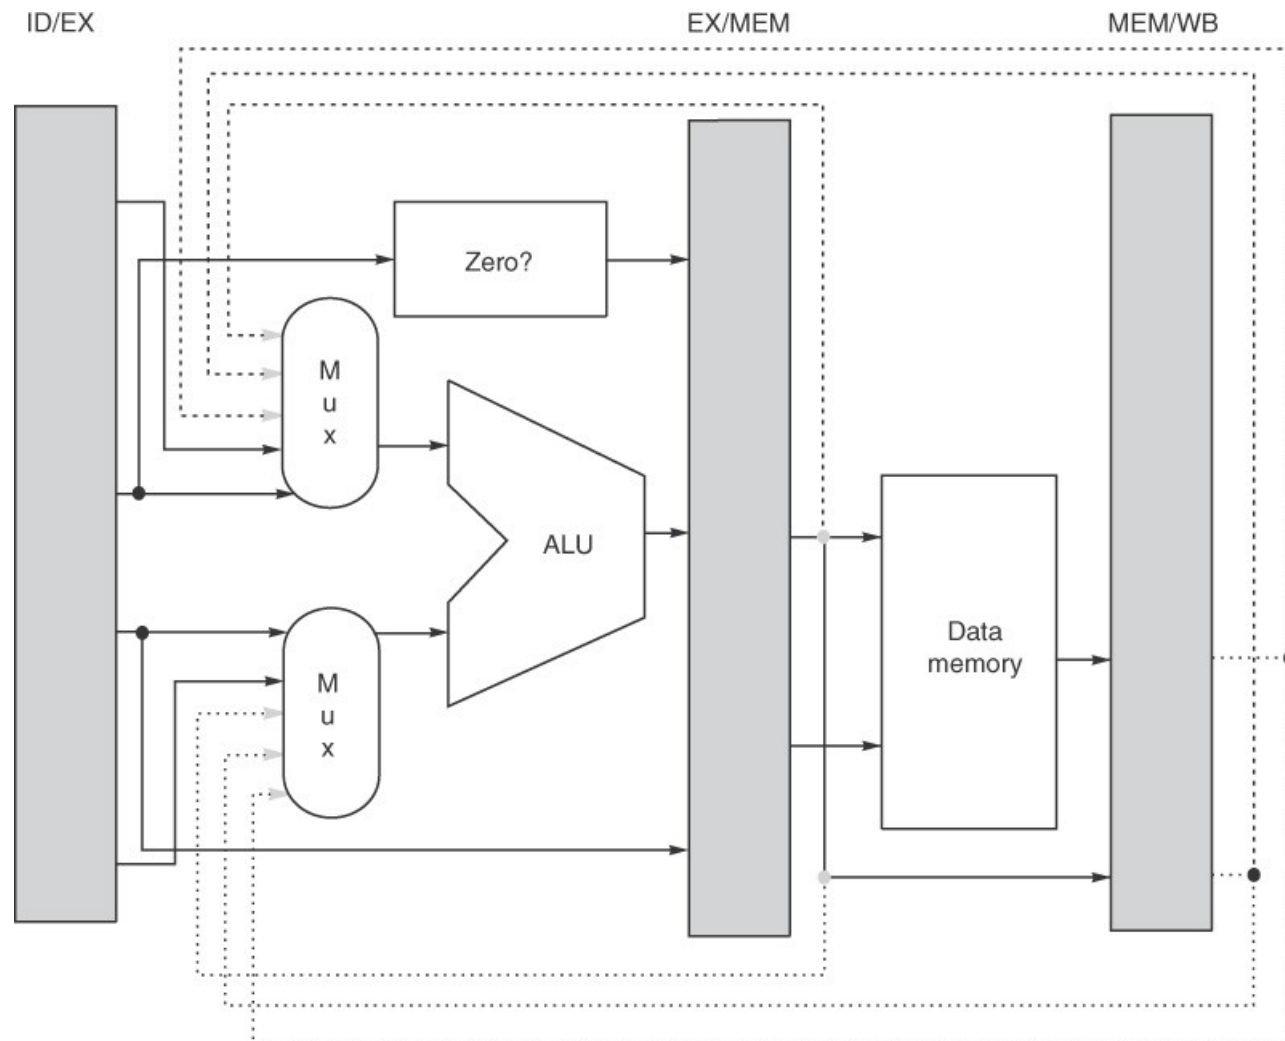 ID/EX
EX/MEM
MEM/WB
Zero?
M
u
x
ALU
M
u
x
Data
memory